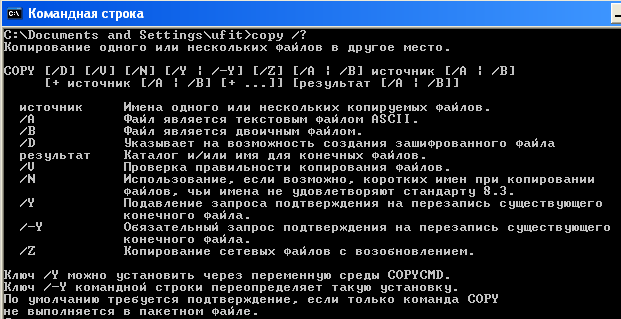 Командная строка
C:\Documents and Settings\ufit>copy /?
Копирование одного или нескольких файлов в другое место.
COPY [/D] [/V] [/N] [/Y ¦ /-Y] [/Z] [/A ¦ /B] источник [/A ¦ /B]
[+ источник [/A ¦ /B] [+ ...]] [результат [/A ¦ /B]]
источник Имена одного или нескольких копируемых файлов.
/A Файл является текстовым файлом ASCII.
/B Файл является двоичным файлом.
/D Указывает на возможность создания зашифрованного файла
результат Каталог и/или имя для конечных файлов.
/V Проверка правильности копирования файлов.
/N Использование, если возможно, коротких имен при копировании
файлов, чьи имена не удовлетворяют стандарту 8.3.
/Y Подавление запроса подтверждения на перезапись существующего
конечного файла.
/-Y Обязательный запрос подтверждения на перезапись существующего
конечного файла.
/Z Копирование сетевых файлов с возобновлением.
Ключ /Y можно установить через переменную среды COPYCMD.
Ключ /-Y командной строки переопределяет такую установку.
По умолчанию требуется подтверждение, если только команда COPY
не выполняется в пакетном файле.